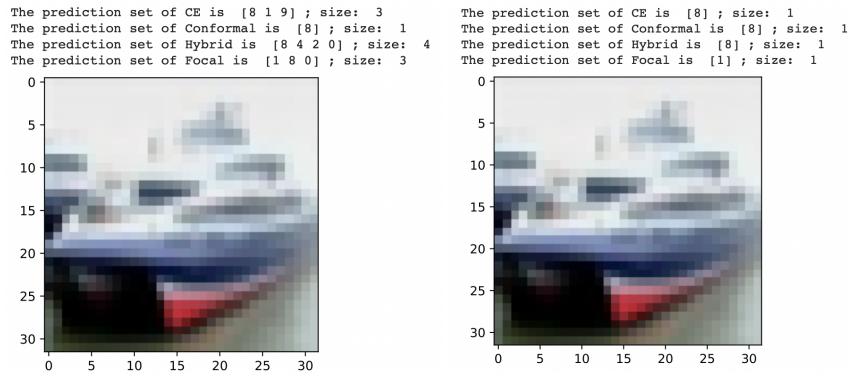 The prediction set of CE is [8 1 9] ; size: 3
The prediction set of Conformal is [8] ; size: 1
The prediction set of Hybrid is [8 4 2 0] ; size: 4
The prediction set of Focal is [1 8 0] ; size: 3
0
5
10
15
20
25
30
0 5 10 15 20 25 30
The prediction set of CE is [8] ; size: 1
The prediction set of Conformal is [8] ; size: 1
The prediction set of Hybrid is [8] ; size: 1
The prediction set of Focal is [1] ; size: 1
0
5
10
15
20
25
30
0 5 10 15 20 25 30